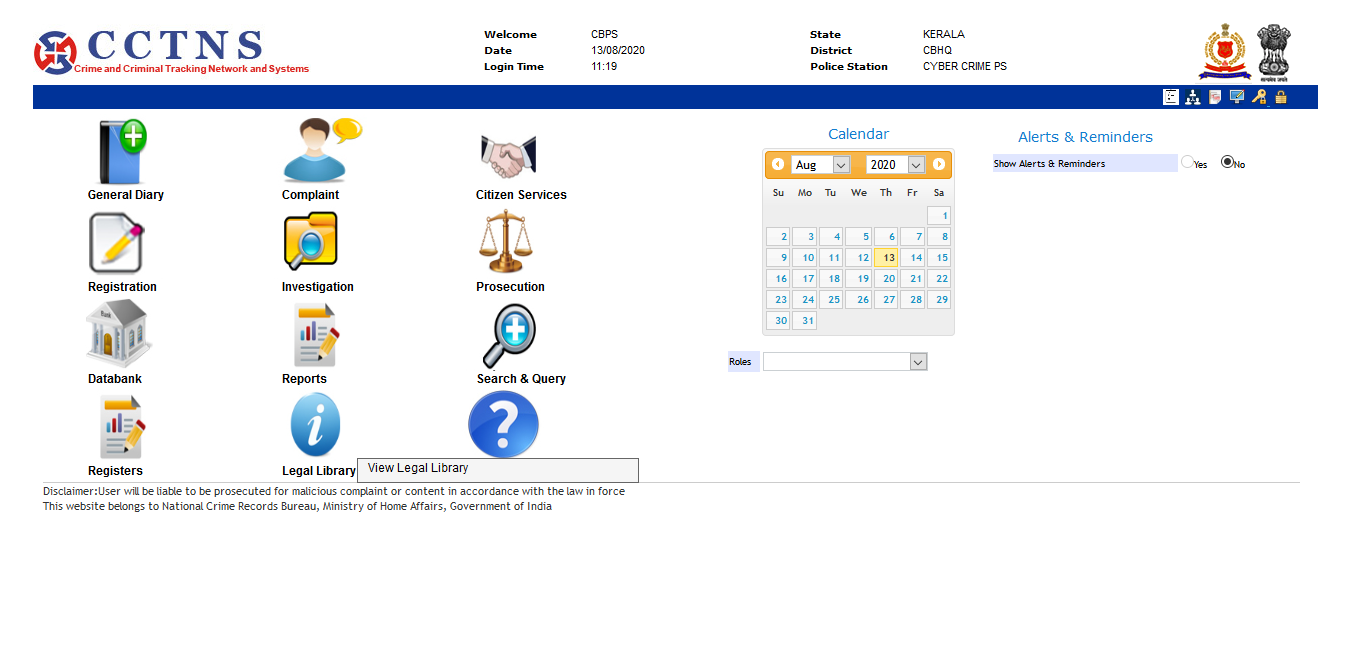 CCTNS
Crime and Criminal Tracking Network and Systems
Welcome CBPS
Date 13/08/2020
Login Time 11:19
State KERALA
District CBHQ
Police Station CYBER CRIME PS
General Diary
Complaint
Citizen Services
Registration
Investigation
Prosecution
Bank
Databank
Reports
Search & Query
Registers
Legal Library
View Legal Library
Calendar
Aug 2020
Su Mo Tu We Th Fr Sa
1
2 3 4 5 6 7 8
9 10 11 12 13 14 15
16 17 18 19 20 21 22
23 24 25 26 27 28 29
30 31
Roles
Alerts & Reminders
Show Alerts & Reminders Yes No
Disclaimer:User will be liable to be prosecuted for malicious complaint or content in accordance with the law in force
This website belongs to National Crime Records Bureau, Ministry of Home Affairs, Government of India